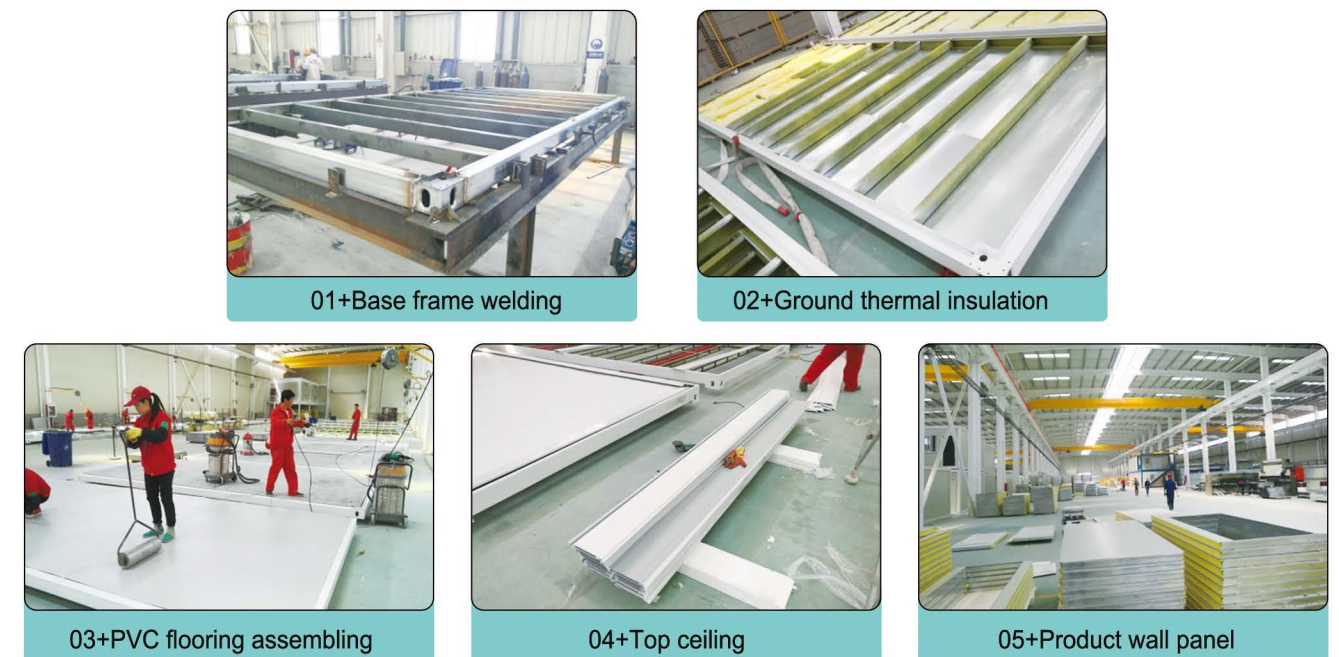 01+Base frame welding
02+Ground thermal insulation
03+PVC flooring assembling
04+Top ceiling
05+Product wall panel